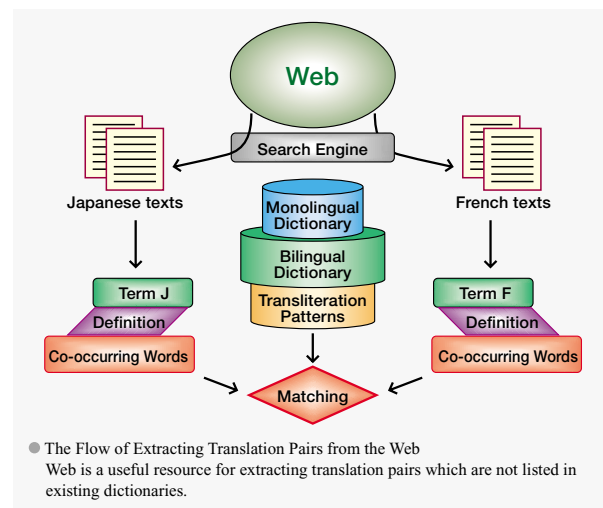 Web
Search Engine
Japanese texts
French texts
Monolingual
Dictionary
Bilingual
Dictionary
Transliteration
Patterns
Term J
Definition
Co-occurring Words
Term F
Definition
Co-occurring Words
Matching
The Flow of Extracting Translation Pairs from the Web
Web is a useful resource for extracting translation pairs which are not listed in
existing dictionaries.